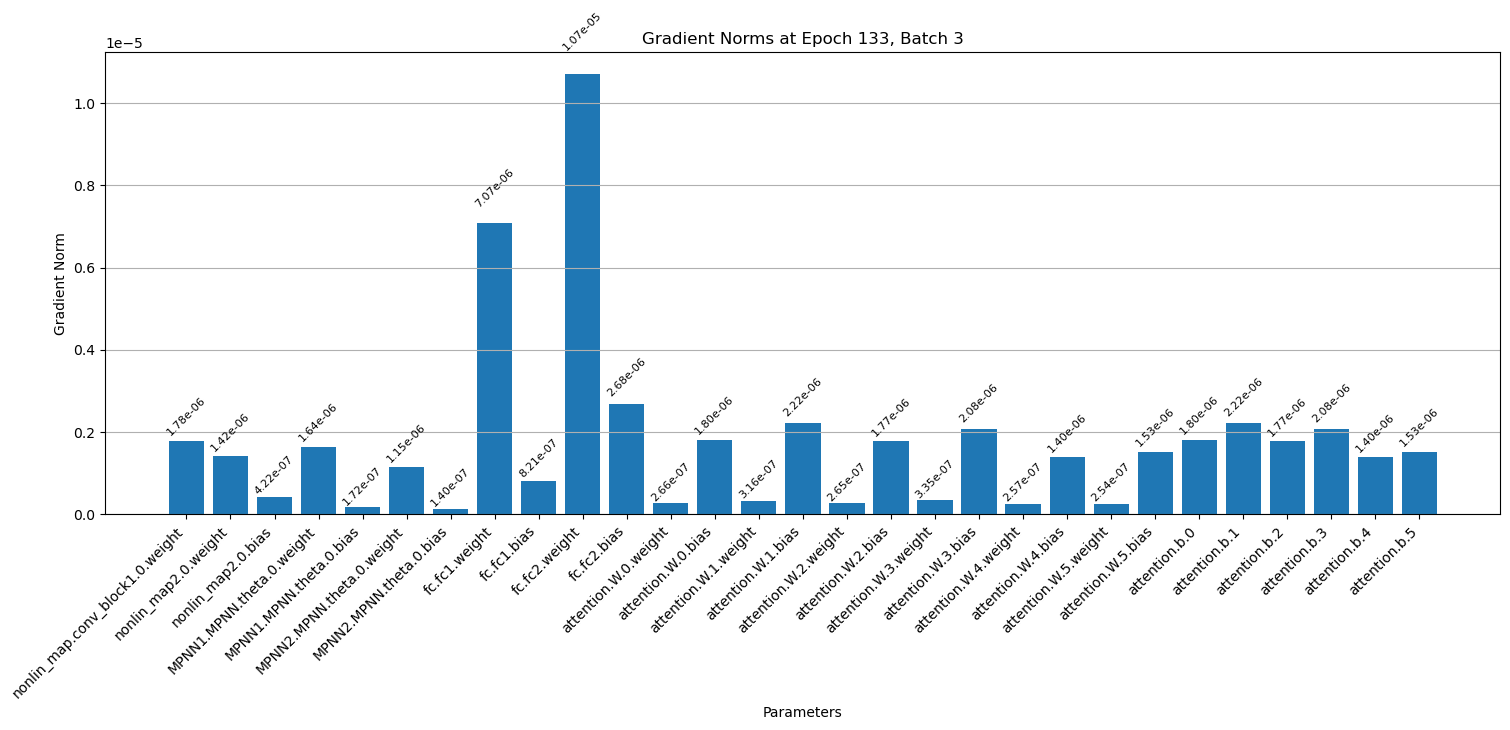 Gradient Norms at Epoch 133, Batch 3
1e−5
Gradient Norm
1.0
0.8
0.6
0.4
0.2
0.0
1.78e-06
1.42e-06
4.22e-07
1.64e-06
1.72e-07
1.15e-06
1.40e-07
7.07e-06
8.21e-07
1.07e-05
2.68e-06
2.66e-07
1.80e-06
3.16e-07
2.22e-06
2.65e-07
1.77e-06
3.35e-07
2.08e-06
2.57e-07
1.40e-06
2.54e-07
1.53e-06
1.80e-06
2.22e-06
1.77e-06
2.08e-06
1.40e-06
1.53e-06
nonlin_map.conv_block1.0.weight
nonlin_map2.0.weight
nonlin_map2.0.bias
MPNN1.MPNN.theta.0.weight
MPNN1.MPNN.theta.0.bias
MPNN2.MPNN.theta.0.weight
MPNN2.MPNN.theta.0.bias
fc.fc1.weight
fc.fc1.bias
fc.fc2.weight
fc.fc2.bias
attention.W.0.weight
attention.W.0.bias
attention.W.1.weight
attention.W.1.bias
attention.W.2.weight
attention.W.2.bias
attention.W.3.weight
attention.W.3.bias
attention.W.4.weight
attention.W.4.bias
attention.W.5.weight
attention.W.5.bias
attention.b.0
attention.b.1
attention.b.2
attention.b.3
attention.b.4
attention.b.5
Parameters